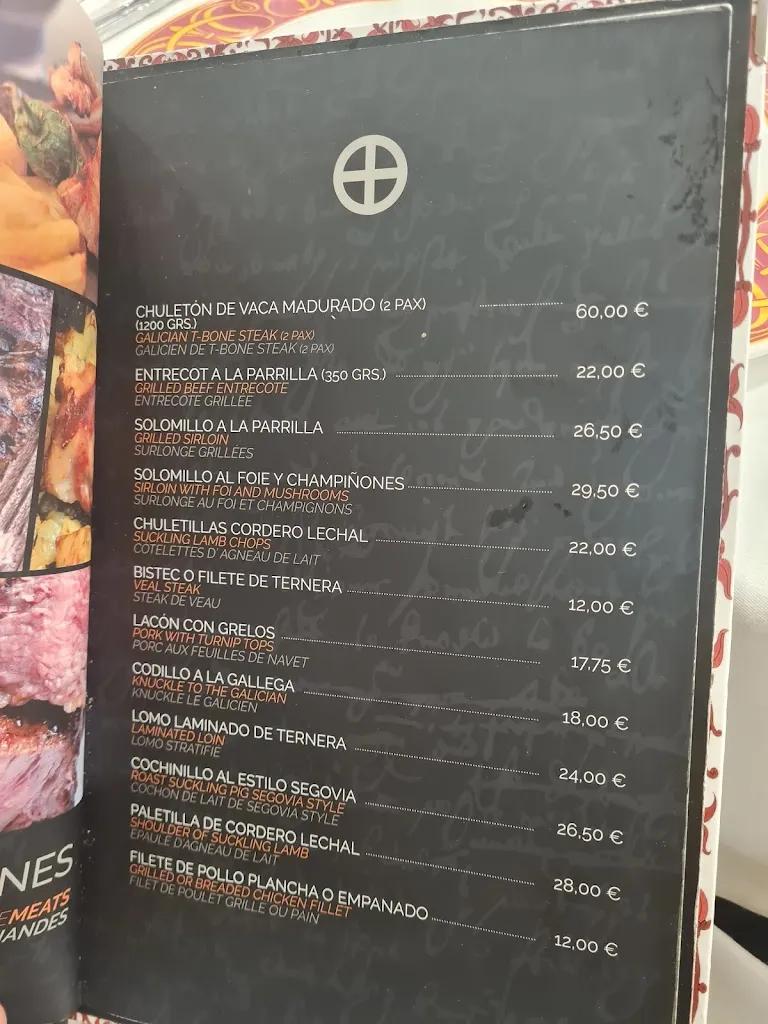 CHULETÓN DE VACA MADURADO (2 PAX) 60,00 €
(1200 GRS.)
GALICIAN T-BONE STEAK (2 PAX)
GALICIEN DE T-BONE STEAK (2 PAX)
ENTRECOT A LA PARRILLA (350 GRS.) 22,00 €
GRILLED BEEF ENTRECOTE
ENTRECOTE GRILLÉE
SOLOMILLO A LA PARRILLA 26,50 €
GRILLED SIRLOIN
SURLONGE GRILLÉES
SOLOMILLO AL FOIE Y CHAMPIÑONES 29,50 €
SIRLOIN WITH FOI AND MUSHROOMS
SURLONGE AU FOI ET CHAMPIGNONS
CHULETILLAS CORDERO LECHAL 22,00 €
SUCKLING LAMB CHOPS
COTELETTES D´AGNEAU DE LAIT
BISTEC O FILETE DE TERNERA 12,00 €
VEAL STEAK
STEAK DE VEAU
LACÓN CON GRELOS 17,75 €
PORK WITH TURNIP TOPS
PORC AUX FEUILLES DE NAVET
CODILLO A LA GALLEGA 18,00 €
KNUCKLE TO THE GALICIAN
KNUCKLE LE GALICIEN
LOMO LAMINADO DE TERNERA 24,00 €
LAMINATED LOIN
LOMO STRATIFIÉ
COCHINILLO AL ESTILO SEGOVIA 26,50 €
ROAST SUCKLING PIG SEGOVIA STYLE
COCHON DE LAIT DE SEGOVIA STYLE
PALETILLA DE CORDERO LECHAL 28,00 €
SHOULDER OF SUCKLING LAMB
EPAULE D'AGNEAU DE LAIT
FILETE DE POLLO PLANCHA O EMPANADO 12,00 €
GRILLED OR BREADED CHICKEN FILLET
FILET DE POULET GRILLE OU PAIN
NES
MEATS
IANDES